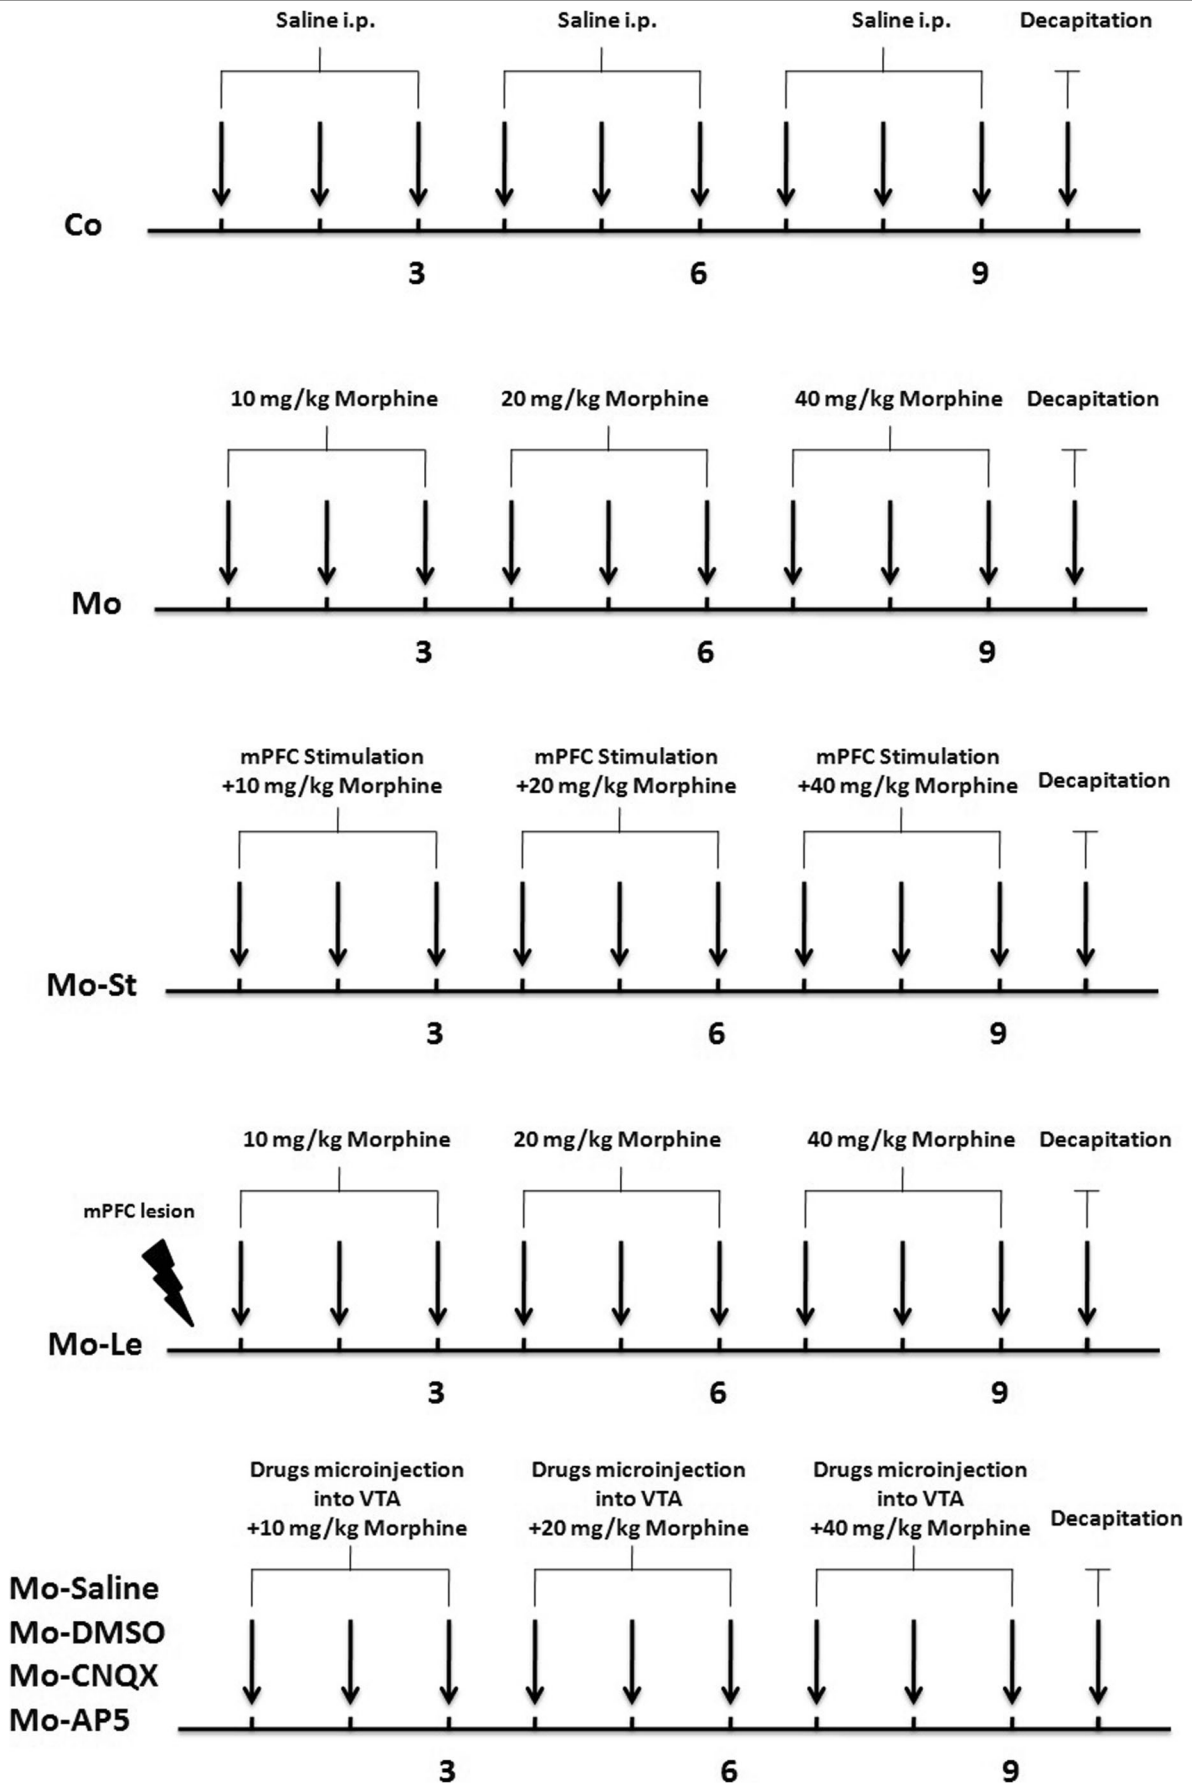 Saline i.p. Saline i.p. Saline i.p. Decapitation
Co
3 6 9
10 mg/kg Morphine 20 mg/kg Morphine 40 mg/kg Morphine Decapitation
Mo
3 6 9
mPFC Stimulation mPFC Stimulation mPFC Stimulation
+10 mg/kg Morphine +20 mg/kg Morphine +40 mg/kg Morphine Decapitation
Mo-St
3 6 9
10 mg/kg Morphine 20 mg/kg Morphine 40 mg/kg Morphine Decapitation
mPFC lesion
Mo-Le
3 6 9
Drugs microinjection Drugs microinjection Drugs microinjection
into VTA into VTA into VTA
+10 mg/kg Morphine +20 mg/kg Morphine +40 mg/kg Morphine Decapitation
Mo-Saline
Mo-DMSO
Mo-CNQX
Mo-AP5
3 6 9